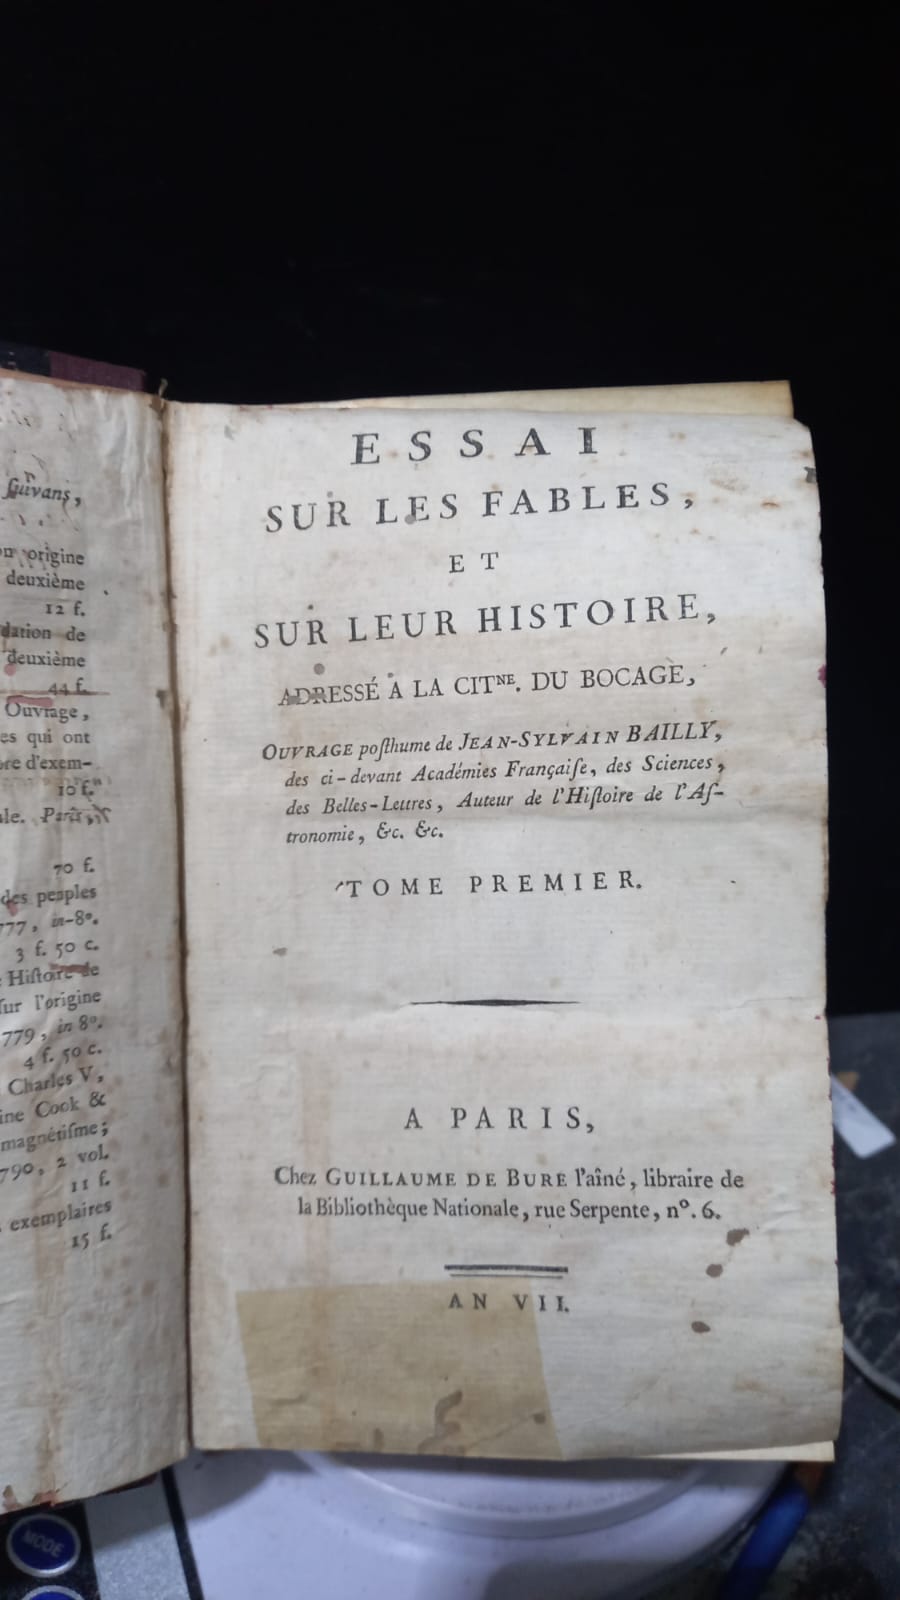 Suivans,
origine
deuxième
12 f.
dation de
deuxième
44 f.
Ouvrage,
es qui ont
bre d'exem-
10 f.
ale. Paris,
70 f.
des peuples
777, in-8°.
3 f. 50 c.
Hiſtoire de
ſur l'origine
779, in 8°.
4 f. 50 c.
Charles V,
ine Cook &
magnétiſme;
790, 2 vol.
11 f.
exemplaires
15 f.
ESSAI
SUR LES FABLES,
ET
SUR LEUR HISTOIRE,
ADRESSÉ A LA CITNE. DU BOCAGE,
OUVRAGE poſthume de JEAN-SYLVAIN BAILLY,
des ci-devant Académies Françaiſe, des Sciences,
des Belles-Lettres, Auteur de l'Hiſtoire de l'Aſ-
tronomie, &c. &c.
TOME PREMIER.
A PARIS,
Chez GUILLAUME DE BURE l'aîné, libraire de
la Bibliothèque Nationale, rue Serpente, n°. 6.
AN VII.
MODE